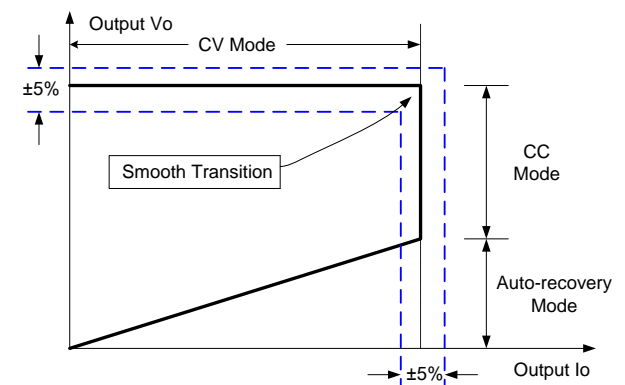 Output Vo
CV Mode
±5%
Smooth Transition
CC
Mode
Auto-recovery
Mode
±5%
Output Io